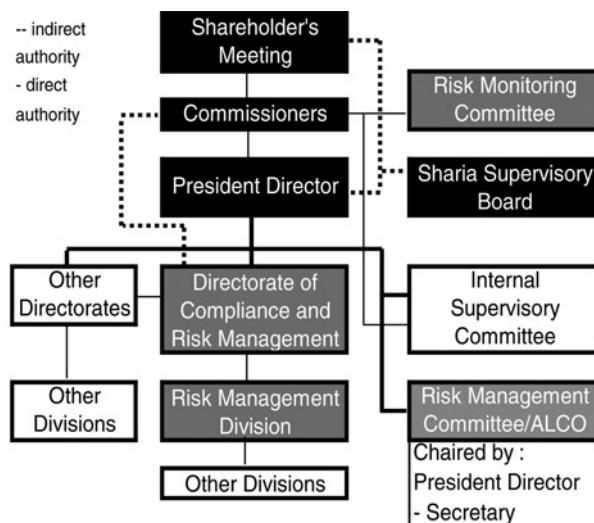 -- indirect
authority
- direct
authority
Shareholder's
Meeting
Commissioners
Risk Monitoring
Committee
President Director
Sharia Supervisory
Board
Other
Directorates
Directorate of
Compliance and
Risk Management
Internal
Supervisory
Committee
Other
Divisions
Risk Management
Division
Risk Management
Committee/ALCO
Other Divisions
Chaired by :
President Director
- Secretary